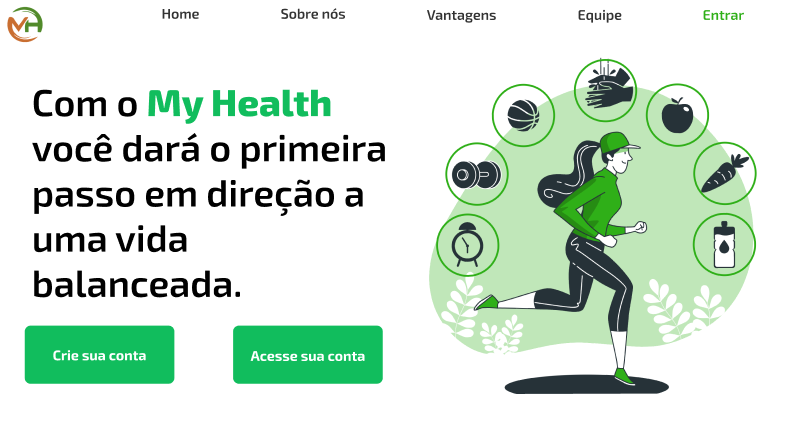 MH
Home
Sobre nós
Vantagens
Equipe
Entrar
Com o My Health
você dará o primeira
passo em direção a
uma vida
balanceada.
Crie sua conta
Acesse sua conta